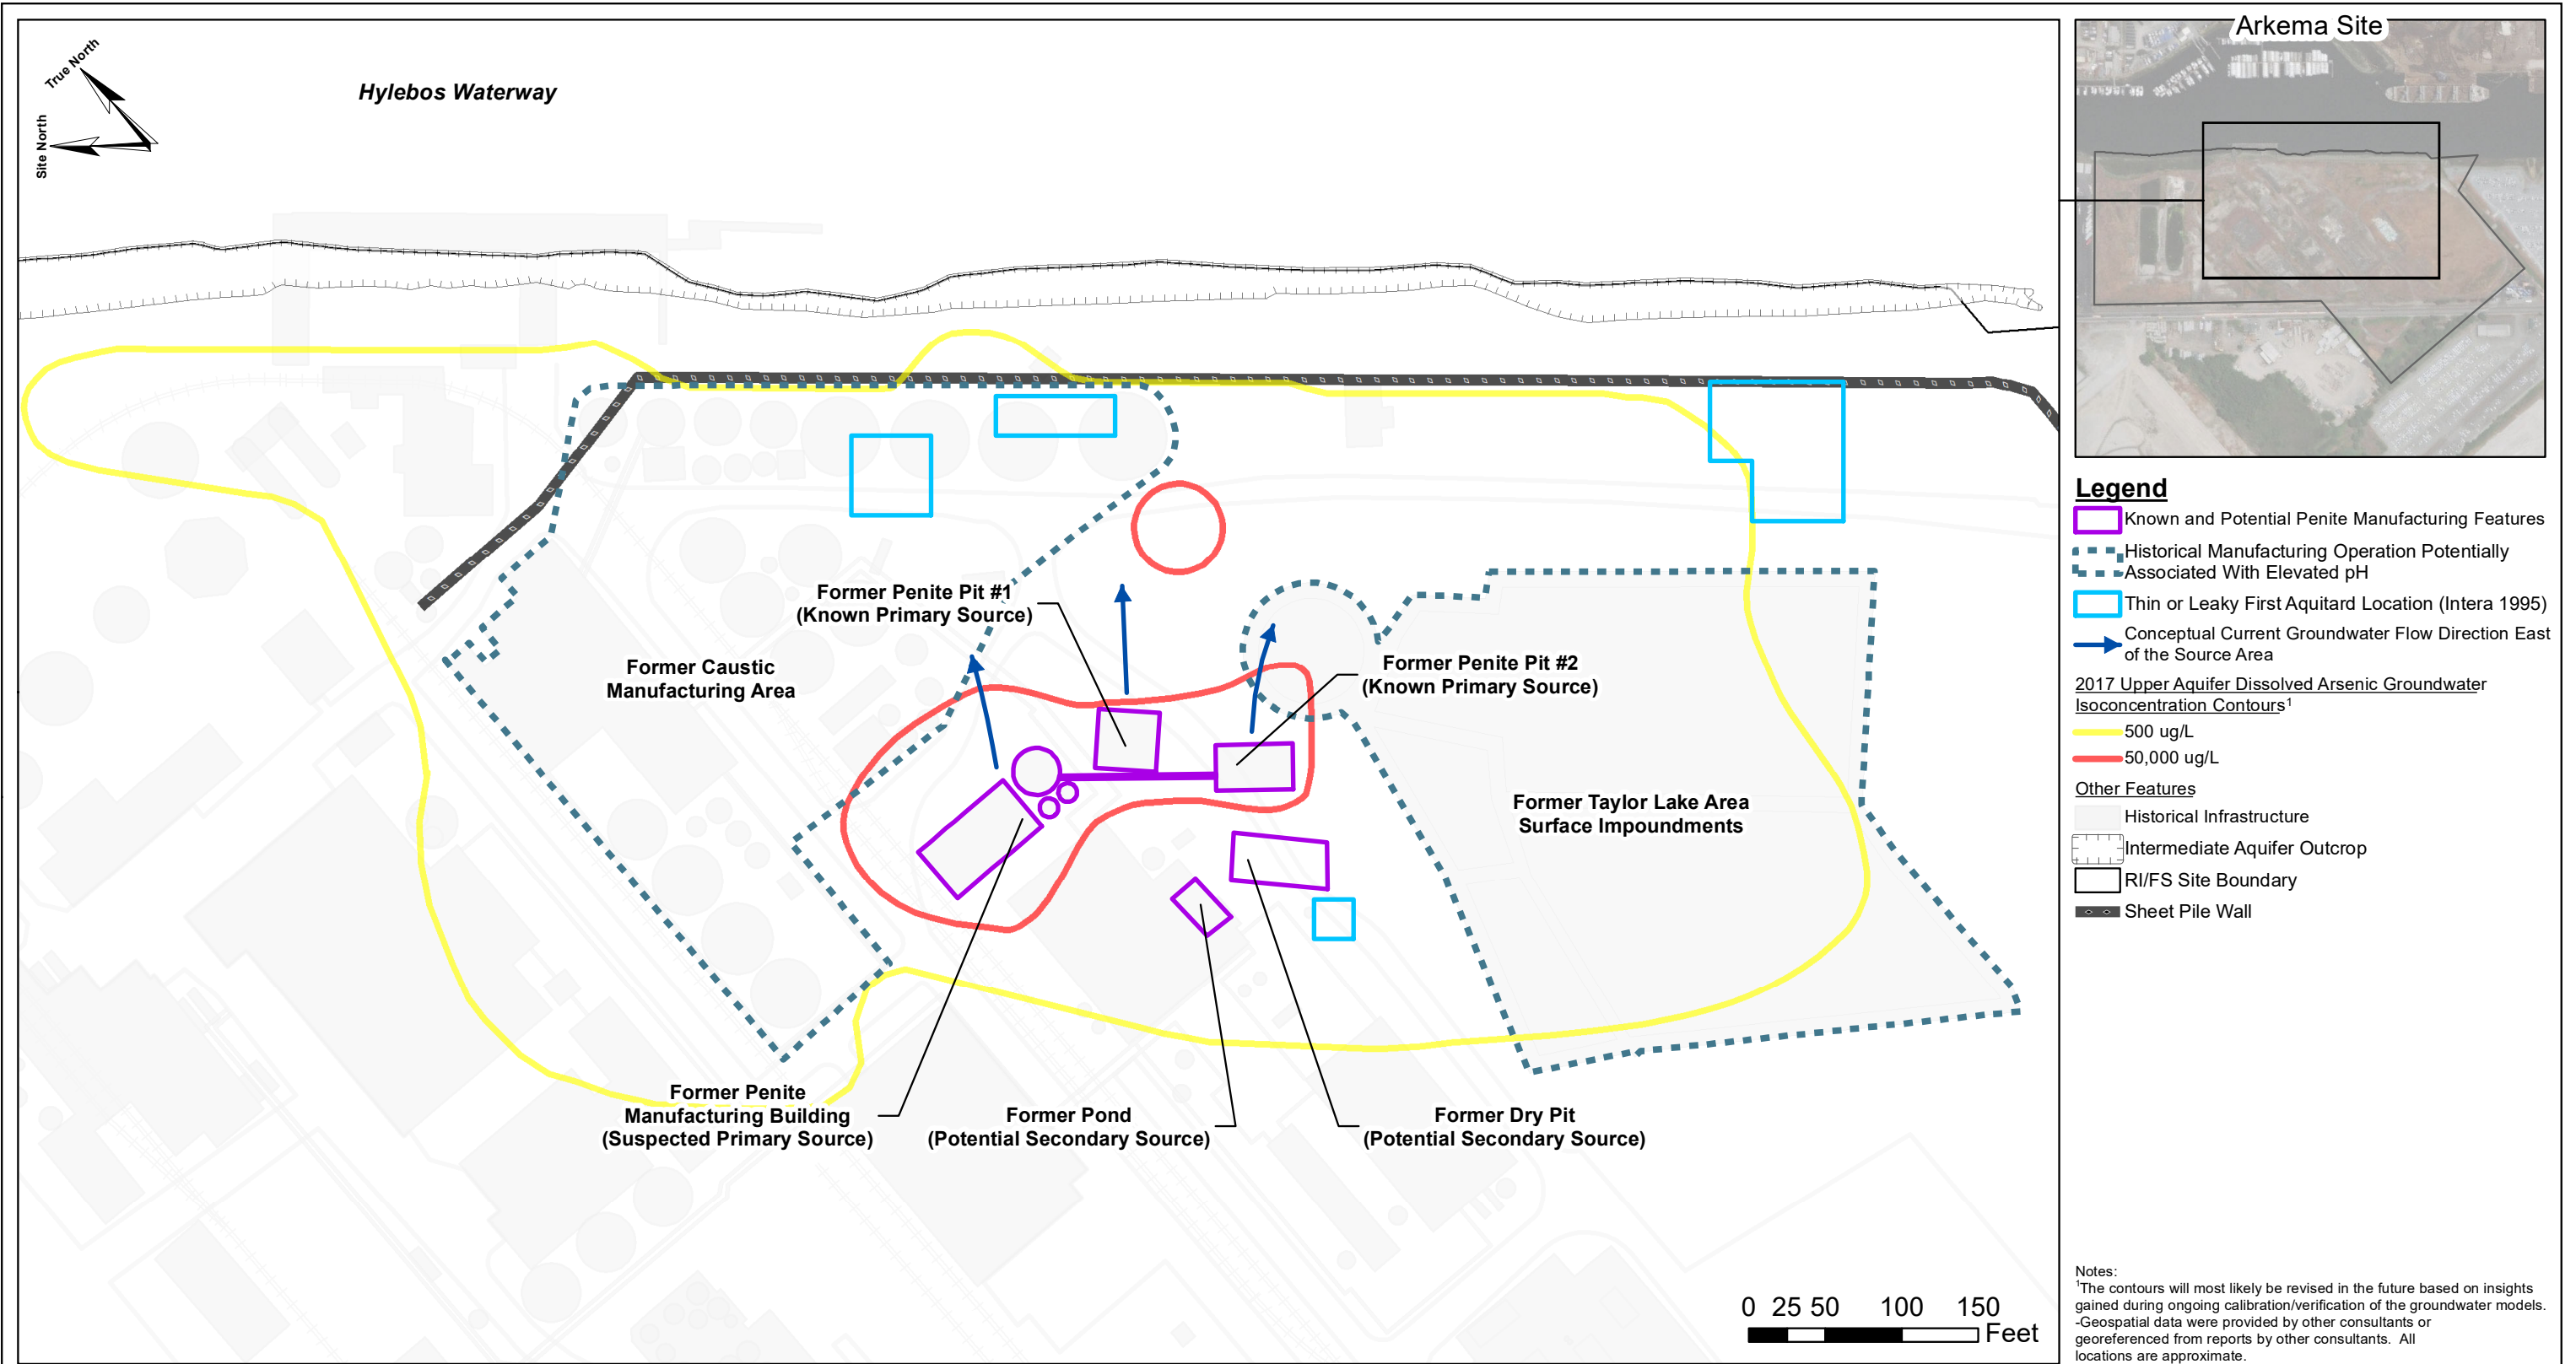 True North
Site North
Hylebos Waterway
Former Penite Pit #1
(Known Primary Source)
Former Caustic
Manufacturing Area
Former Penite Pit #2
(Known Primary Source)
Former Taylor Lake Area
Surface Impoundments
Former Penite
Manufacturing Building
(Suspected Primary Source)
Former Pond
(Potential Secondary Source)
Former Dry Pit
(Potential Secondary Source)
0 25 50 100 150
Feet
Arkema Site
Legend
Known and Potential Penite Manufacturing Features
Historical Manufacturing Operation Potentially
Associated With Elevated pH
Thin or Leaky First Aquitard Location (Intera 1995)
Conceptual Current Groundwater Flow Direction East
of the Source Area
2017 Upper Aquifer Dissolved Arsenic Groundwater
Isoconcentration Contours¹
500 ug/L
50,000 ug/L
Other Features
Historical Infrastructure
Intermediate Aquifer Outcrop
RI/FS Site Boundary
Sheet Pile Wall
Notes:
¹The contours will most likely be revised in the future based on insights
gained during ongoing calibration/verification of the groundwater models.
-Geospatial data were provided by other consultants or
georeferenced from reports by other consultants. All
locations are approximate.